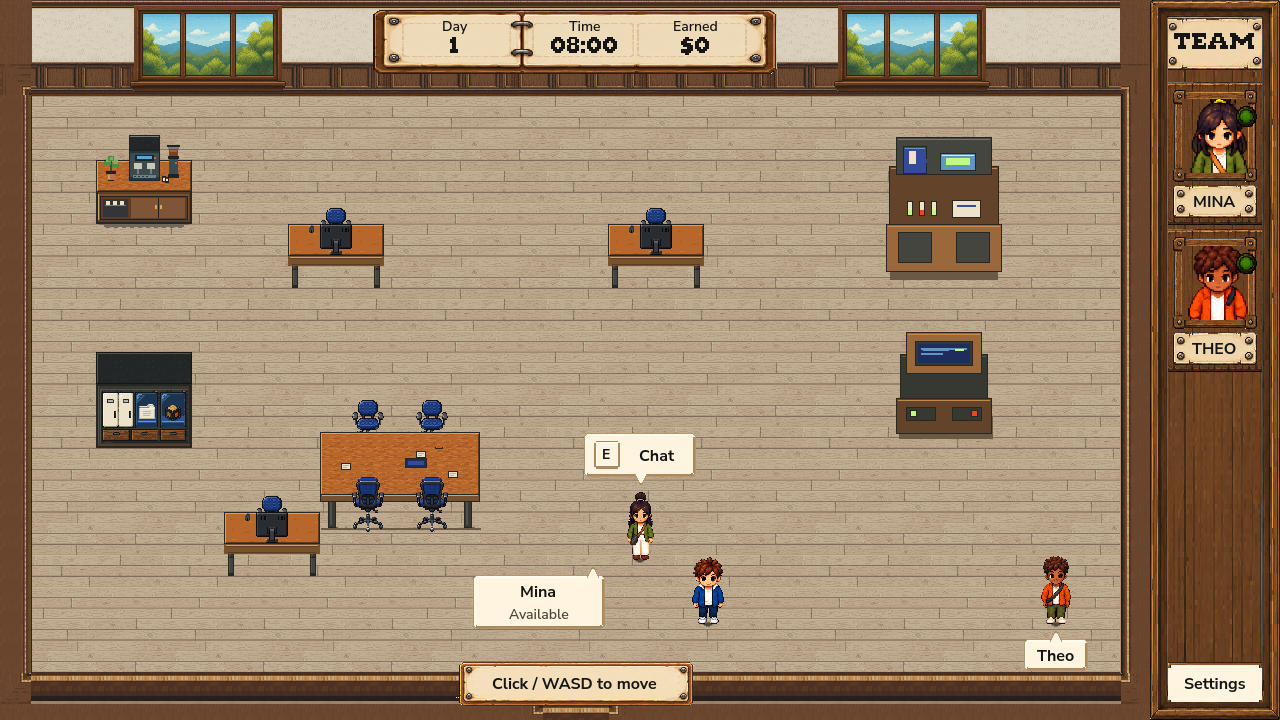 Day
1
Time
08:00
Earned
$0
TEAM
MINA
THEO
E Chat
Mina
Available
Theo
Click / WASD to move
Settings